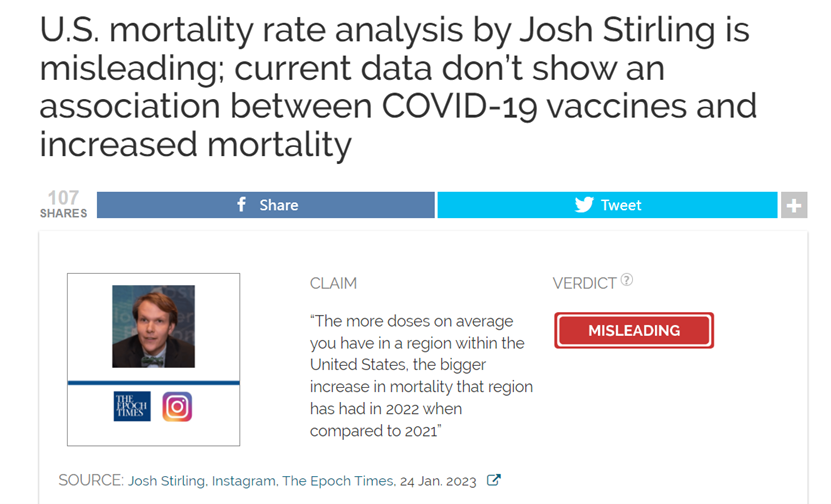 U.S. mortality rate analysis by Josh Stirling is
misleading; current data don’t show an
association between COVID-19 vaccines and
increased mortality
107
SHARES
f Share
Tweet
+
CLAIM
VERDICT ?
“The more doses on average
you have in a region within the
United States, the bigger
increase in mortality that region
has had in 2022 when
compared to 2021”
MISLEADING
THE
EPOCH
TIMES
SOURCE: Josh Stirling, Instagram, The Epoch Times, 24 Jan. 2023